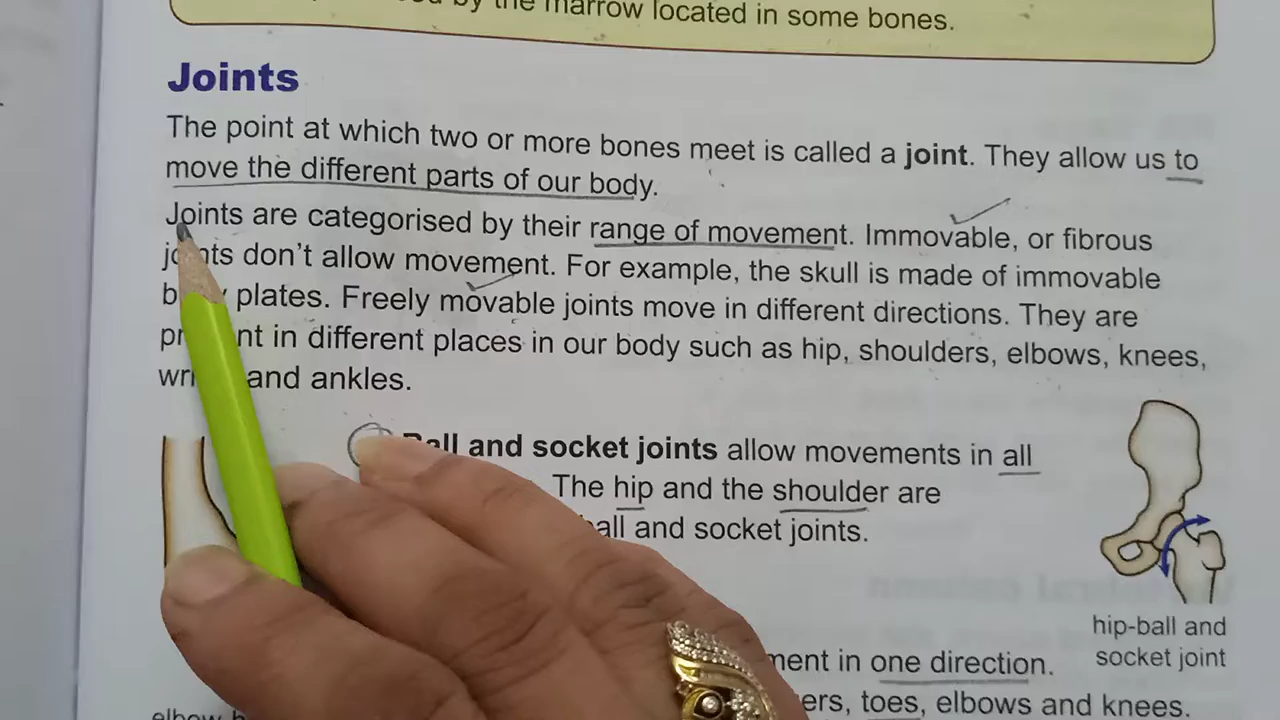 by the marrow located in some bones.
Joints
The point at which two or more bones meet is called a joint. They allow us to
move the different parts of our body.
Joints are categorised by their range of movement. Immovable, or fibrous
joints don't allow movement. For example, the skull is made of immovable
plates. Freely movable joints move in different directions. They are
in different places in our body such as hip, shoulders, elbows, knees,
and ankles.
Ball and socket joints allow movements in all
The hip and the shoulder are
ball and socket joints.
hip-ball and
socket joint
in one direction.
toes, elbows and knees.
elbow